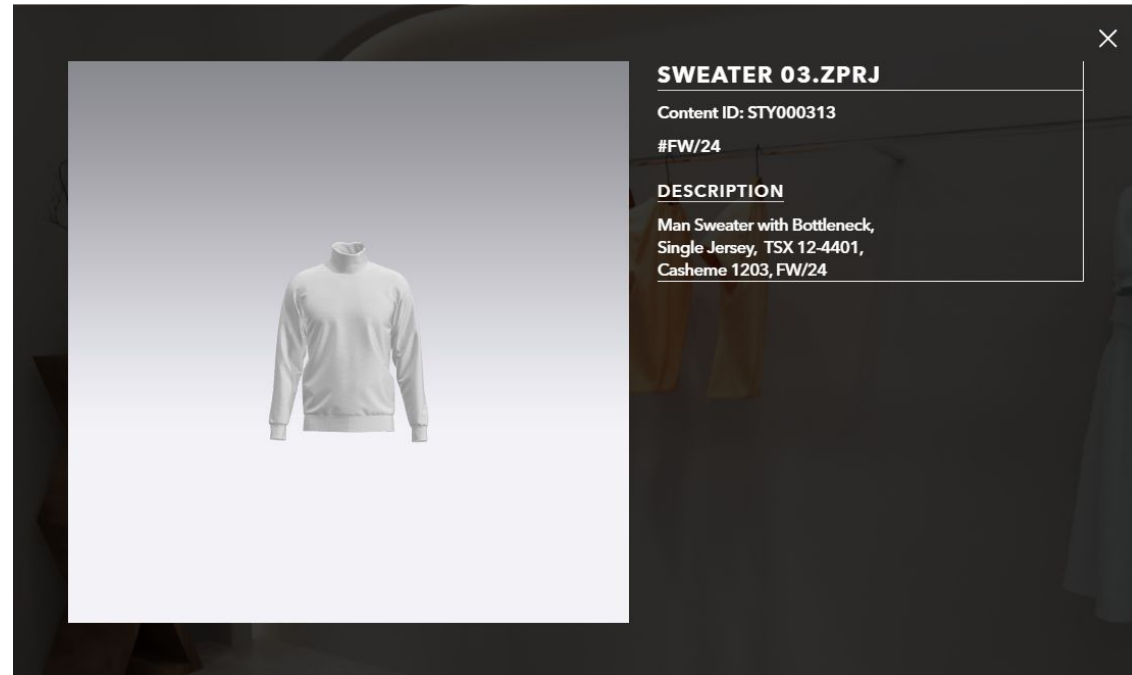 SWEATER 03.ZPRJ
Content ID: STY000313
#FW/24
DESCRIPTION
Man Sweater with Bottleneck,
Single Jersey, TSX 12-4401,
Casheme 1203, FW/24